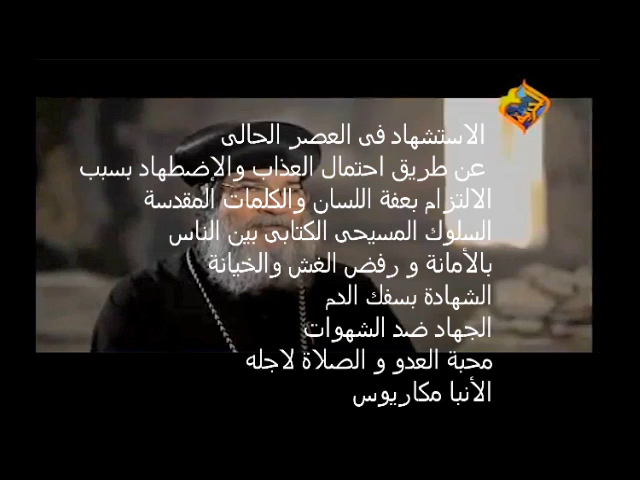 الاستشهاد فى العصر الحالى
عن طريق احتمال العذاب والإضطهاد بسبب
الالتزام بعفة اللسان والكلمات المقدسة
السلوك المسيحى الكتابى بين الناس
بالأمانة و رفض الغش والخيانة
الشهادة بسفك الدم
الجهاد ضد الشهوات
محبة العدو و الصلاة لاجله
الأنبا مكاريوس